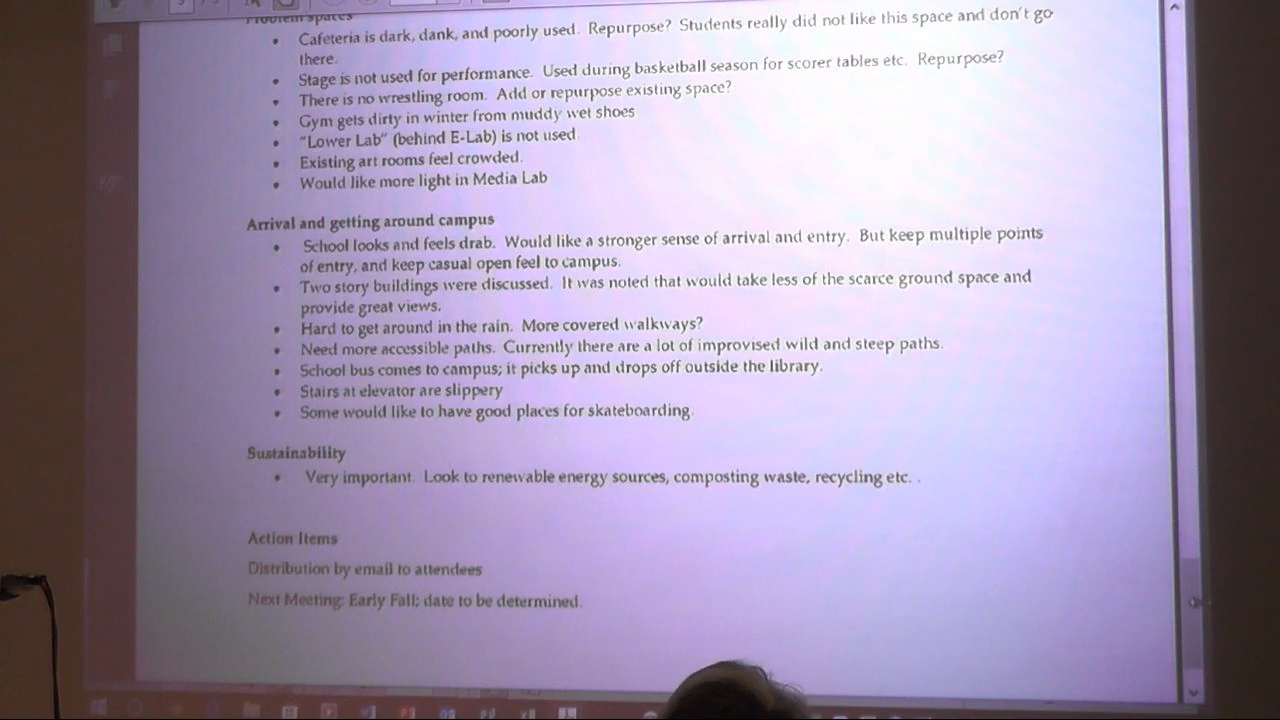 Problem spaces
• Cafeteria is dark, dank, and poorly used. Repurpose? Students really did not like this space and don't go
there.
• Stage is not used for performance. Used during basketball season for scorer tables etc. Repurpose?
• There is no wrestling room. Add or repurpose existing space?
• Gym gets dirty in winter from muddy wet shoes
• "Lower Lab" (behind E-Lab) is not used.
• Existing art rooms feel crowded.
• Would like more light in Media Lab
Arrival and getting around campus
• School looks and feels drab. Would like a stronger sense of arrival and entry. But keep multiple points
of entry, and keep casual open feel to campus.
• Two story buildings were discussed. It was noted that would take less of the scarce ground space and
provide great views.
• Hard to get around in the rain. More covered walkways?
• Need more accessible paths. Currently there are a lot of improvised wild and steep paths.
• School bus comes to campus; it picks up and drops off outside the library.
• Stairs at elevator are slippery
• Some would like to have good places for skateboarding.
Sustainability
• Very important. Look to renewable energy sources, composting waste, recycling etc. .
Action Items
Distribution by email to attendees
Next Meeting: Early Fall; date to be determined.